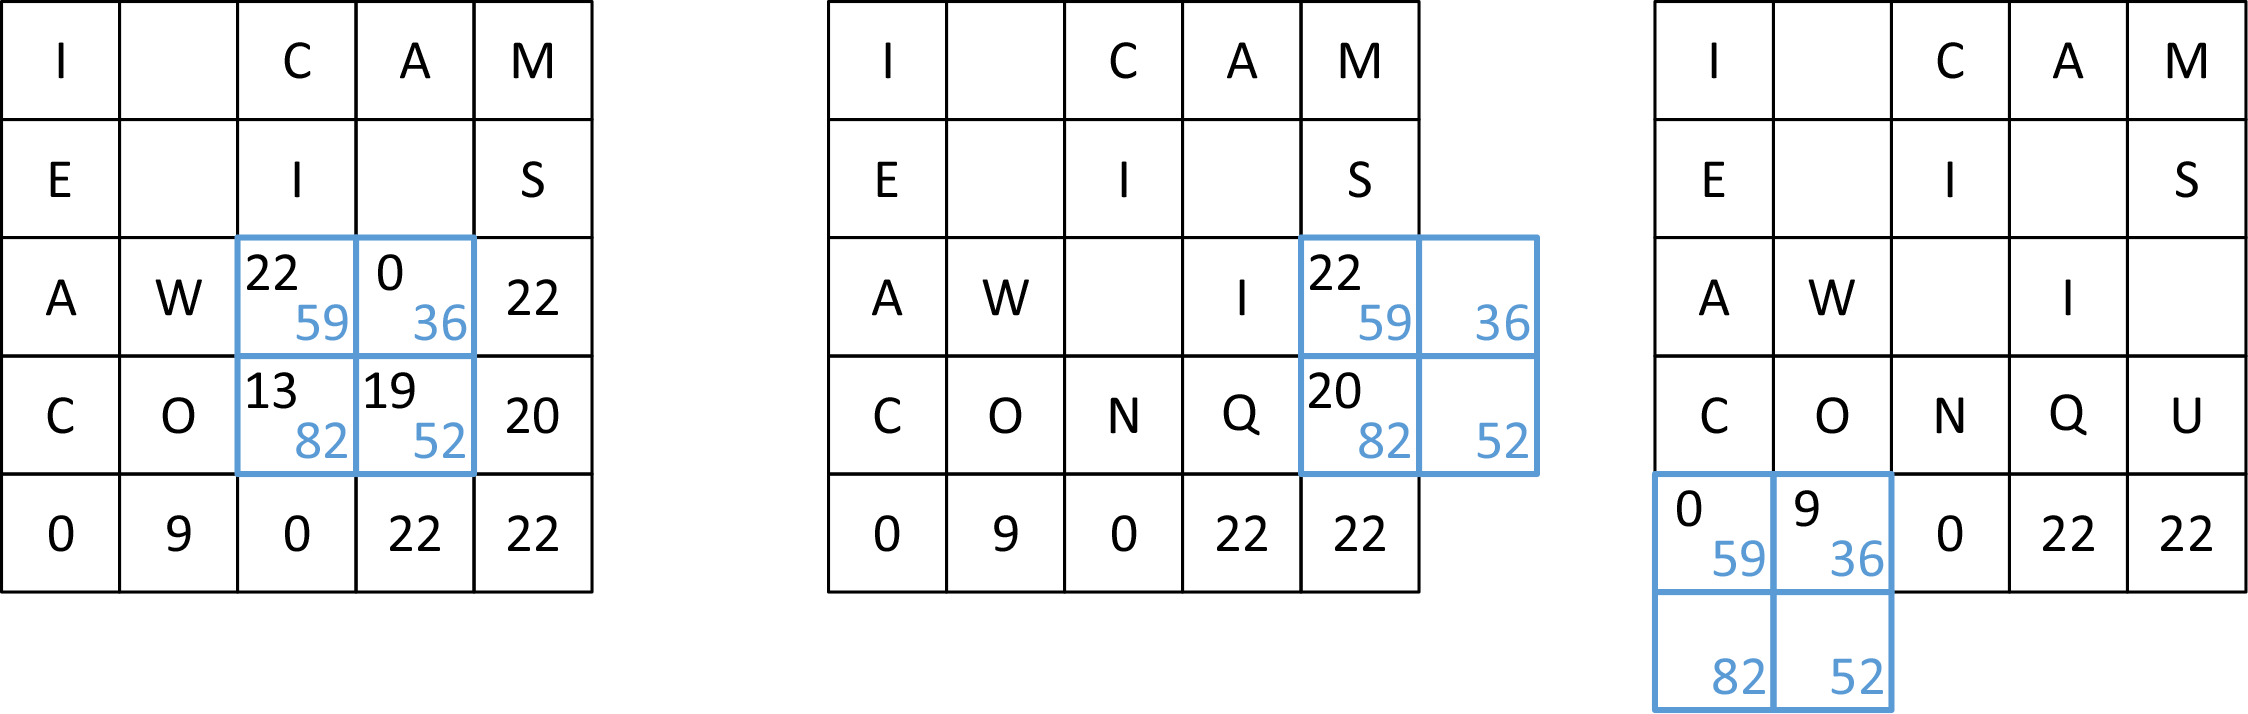 I C A M
E I S
A W 22 59 0 36 22
C O 13 82 19 52 20
0 9 0 22 22
I C A M
E I S
A W I 22 59 36
C O N Q 20 82 52
0 9 0 22 22
I C A M
E I S
A W I
C O N Q U
0 59 9 36 0 22 22
82 52